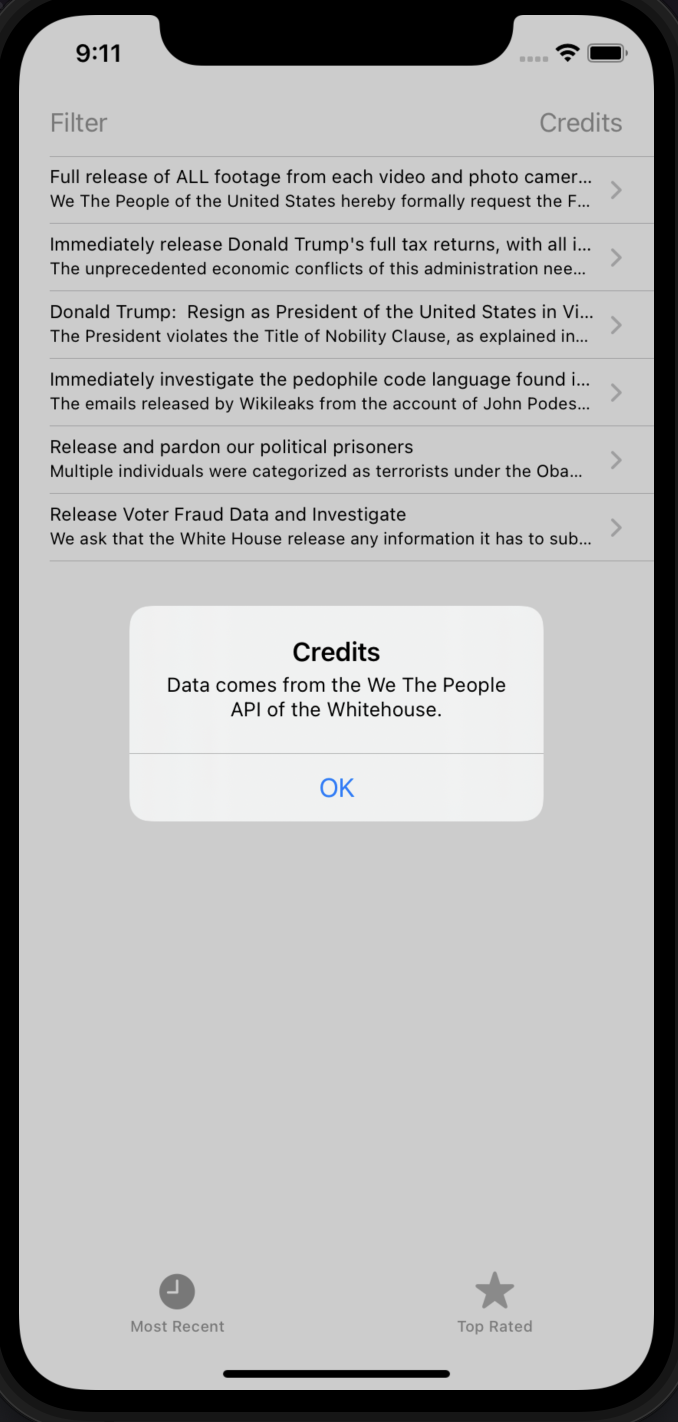 9:11
Filter Credits
Full release of ALL footage from each video and photo camer...
We The People of the United States hereby formally request the F...
Immediately release Donald Trump's full tax returns, with all i...
The unprecedented economic conflicts of this administration nee...
Donald Trump:  Resign as President of the United States in Vi...
The President violates the Title of Nobility Clause, as explained in...
Immediately investigate the pedophile code language found i...
The emails released by Wikileaks from the account of John Podes...
Release and pardon our political prisoners
Multiple individuals were categorized as terrorists under the Oba...
Release Voter Fraud Data and Investigate
We ask that the White House release any information it has to sub...
Credits
Data comes from the We The People
API of the Whitehouse.
OK
Most Recent Top Rated